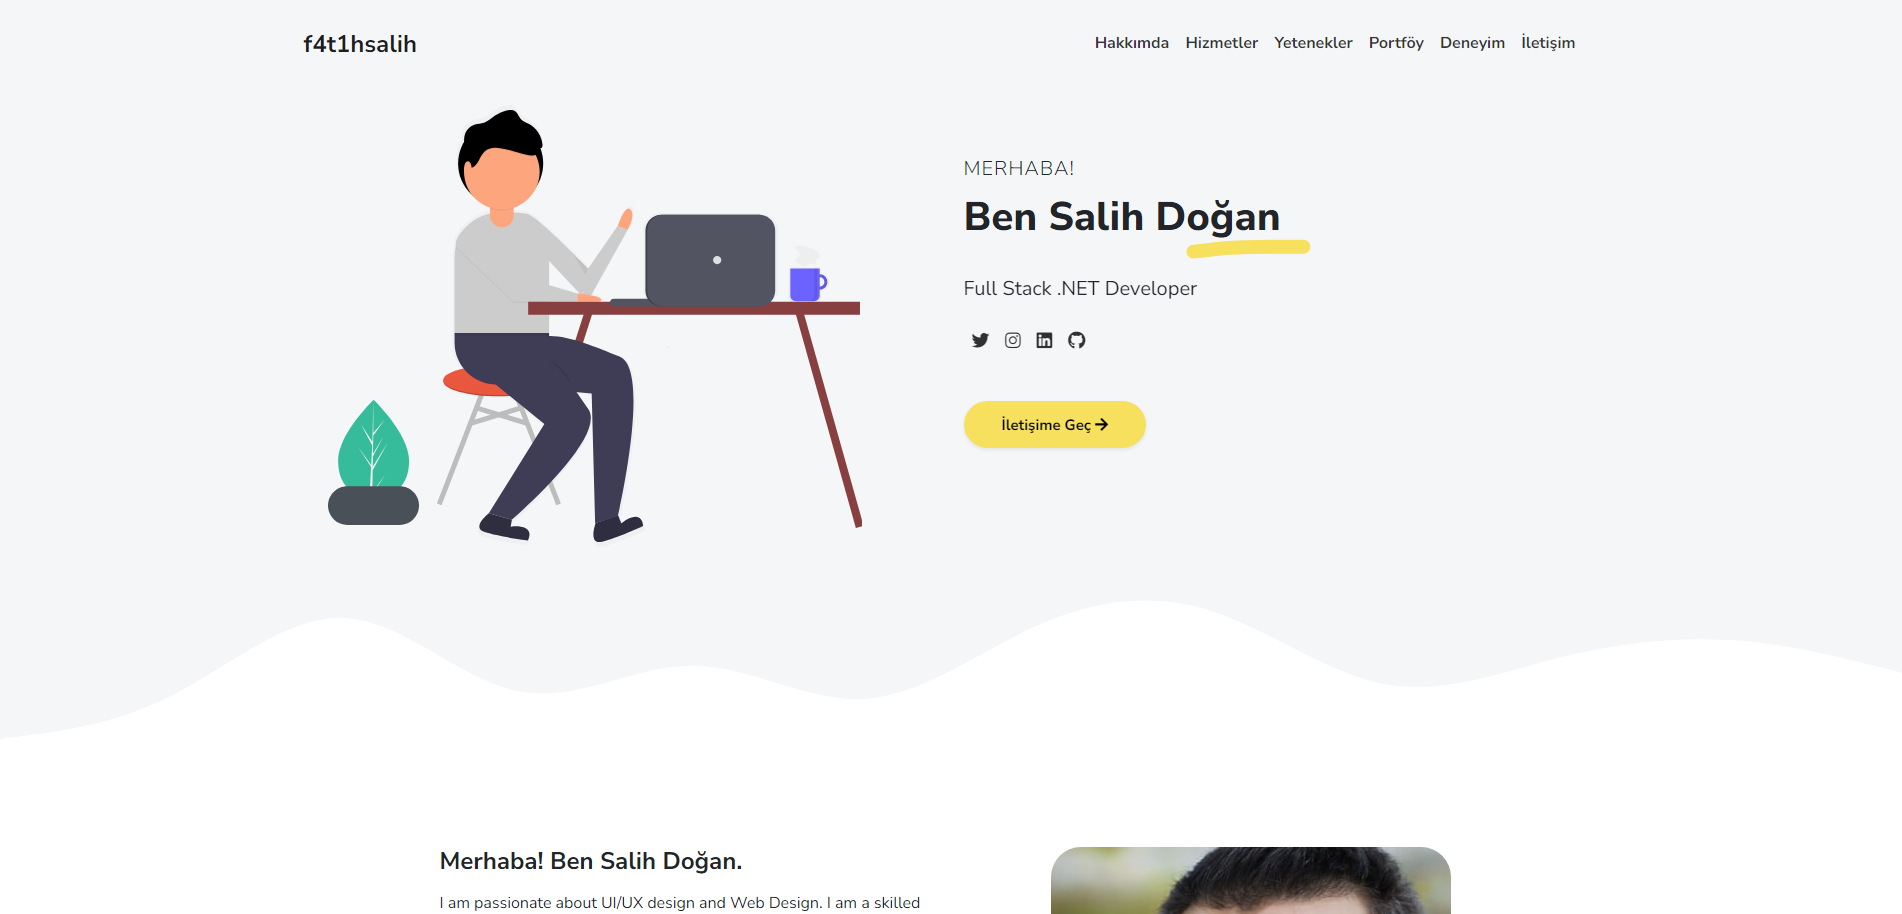 f4t1hsalih
Hakkımda Hizmetler Yetenekler Portföy Deneyim İletişim
MERHABA!
Ben Salih Doğan
Full Stack .NET Developer
İletişime Geç
Merhaba! Ben Salih Doğan.
I am passionate about UI/UX design and Web Design. I am a skilled